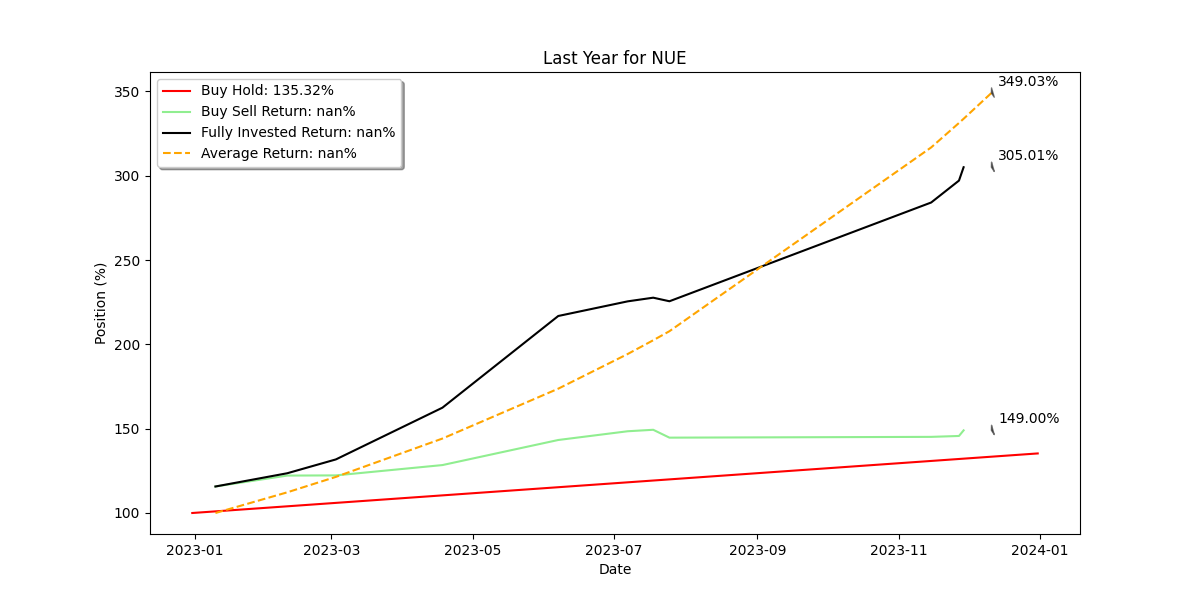 Last Year for NUE
Buy Hold: 135.32%
Buy Sell Return: nan%
Fully Invested Return: nan%
Average Return: nan%
349.03%
305.01%
149.00%
Position (%)
350
300
250
200
150
100
2023-01
2023-03
2023-05
2023-07
2023-09
2023-11
2024-01
Date